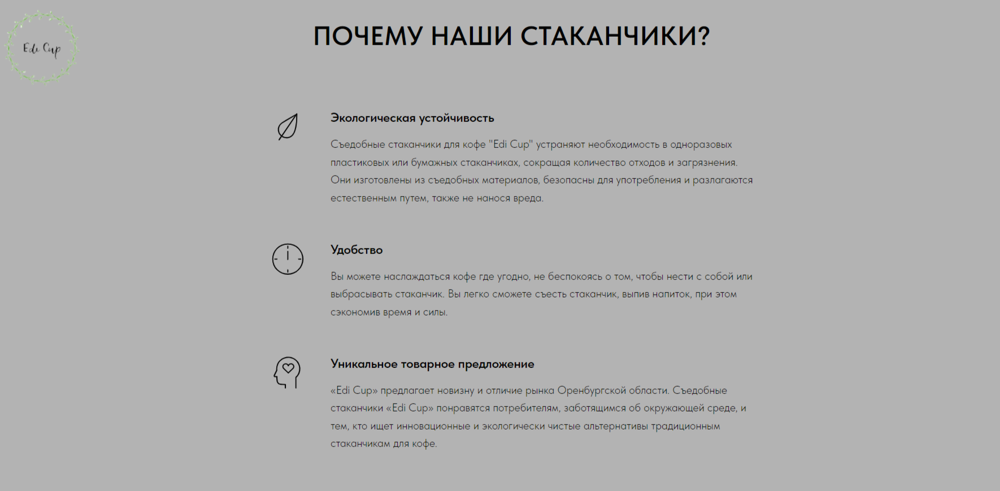 Edi Cup
ПОЧЕМУ НАШИ СТАКАНЧИКИ?
Экологическая устойчивость
Съедобные стаканчики для кофе "Edi Cup" устраняют необходимость в одноразовых
пластиковых или бумажных стаканчиках, сокращая количество отходов и загрязнения.
Они изготовлены из съедобных материалов, безопасны для употребления и разлагаются
естественным путем, также не нанося вреда.
Удобство
Вы можете наслаждаться кофе где угодно, не беспокоясь о том, чтобы нести с собой или
выбрасывать стаканчик. Вы легко сможете съесть стаканчик, выпив напиток, при этом
сэкономив время и силы.
Уникальное товарное предложение
«Edi Cup» предлагает новизну и отличие рынка Оренбургской области. Съедобные
стаканчики «Edi Cup» понравятся потребителям, заботящимся об окружающей среде, и
тем, кто ищет инновационные и экологически чистые альтернативы традиционным
стаканчикам для кофе.